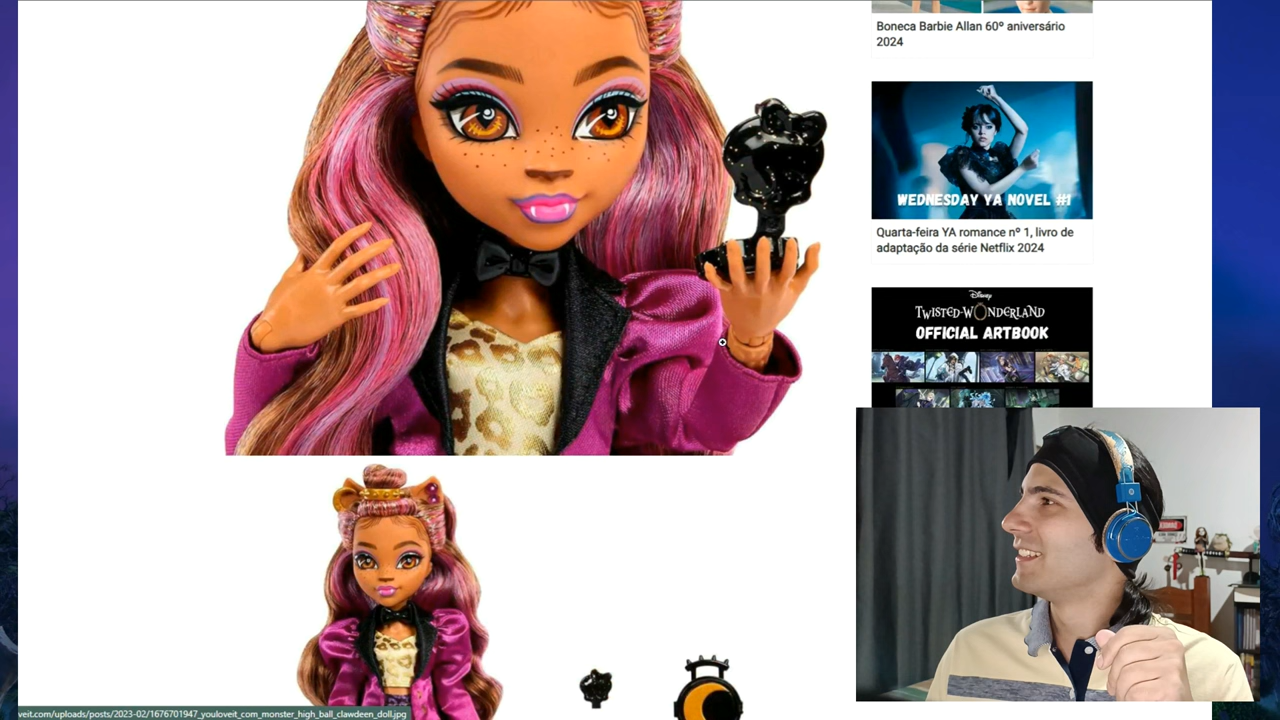 Boneca Barbie Allan 60º aniversário
2024
WEDNESDAY YA NOVEL #1
Quarta-feira YA romance nº 1, livro de
adaptação da série Netflix 2024
Disney
TWISTED-WONDERLAND
OFFICIAL ARTBOOK
veit.com/uploads/posts/2023-02/1676701947_youloveit_com_monster_high_ball_clawdeen_doll.jpg